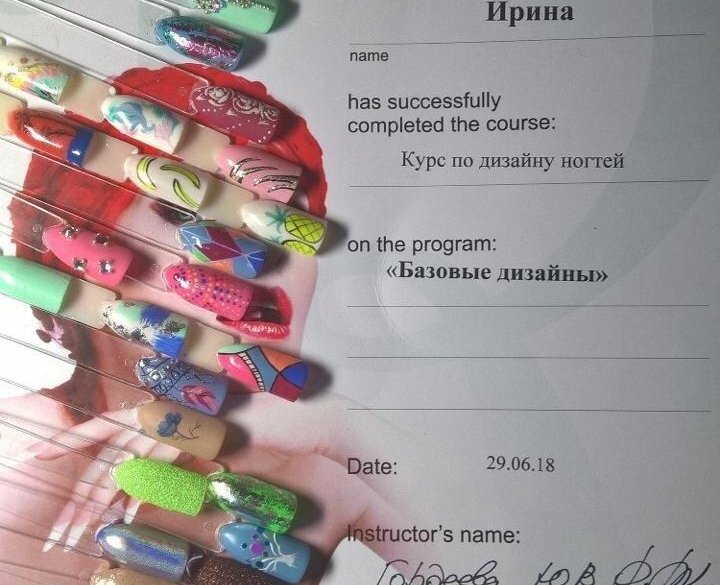 Ирина
name
has successfully
completed the course:
Курс по дизайну ногтей
on the program:
«Базовые дизайны»
Date: 29.06.18
Instructor's name:
Гордеева Ю.В.